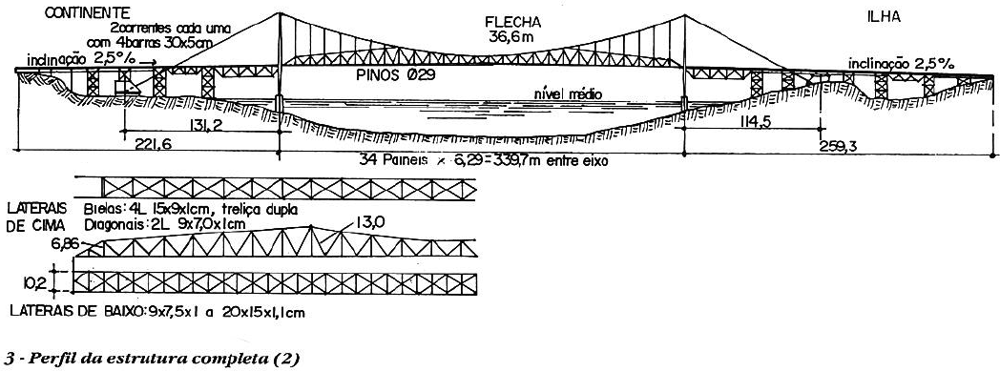 CONTINENTE
2correntes cada uma
com 4barras 30x5cm
inclinação 2,5%
FLECHA
36,6m
ILHA
PINOS Ø29
inclinação 2,5%
nível médio
131,2
114,5
221,6
259,3
34 Paineis x 6,29=339,7m entre eixo
LATERAIS Bielas: 4L 15x9x1cm, treliça dupla
DE CIMA Diagonais: 2L 9x7,0x1cm
13,0
6,86
10,2
LATERAIS DE BAIXO: 9x7,5x1 a 20x15x1,1cm
3 - Perfil da estrutura completa (2)